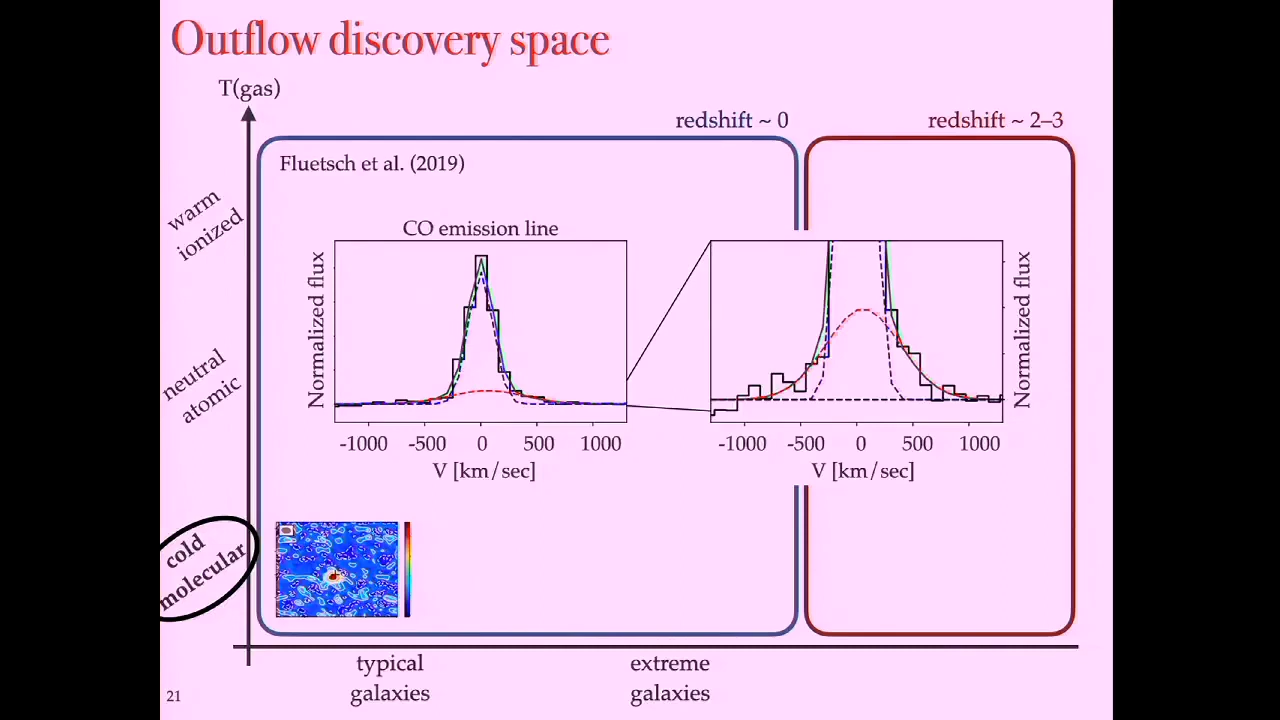 Outflow discovery space
T(gas)
redshift ~ 0
redshift ~ 2–3
Fluetsch et al. (2019)
warm
ionized
neutral
atomic
cold
molecular
CO emission line
Normalized flux
-1000 -500 0 500 1000
V [km/sec]
Normalized flux
-1000 -500 0 500 1000
V [km/sec]
typical
galaxies
extreme
galaxies
21